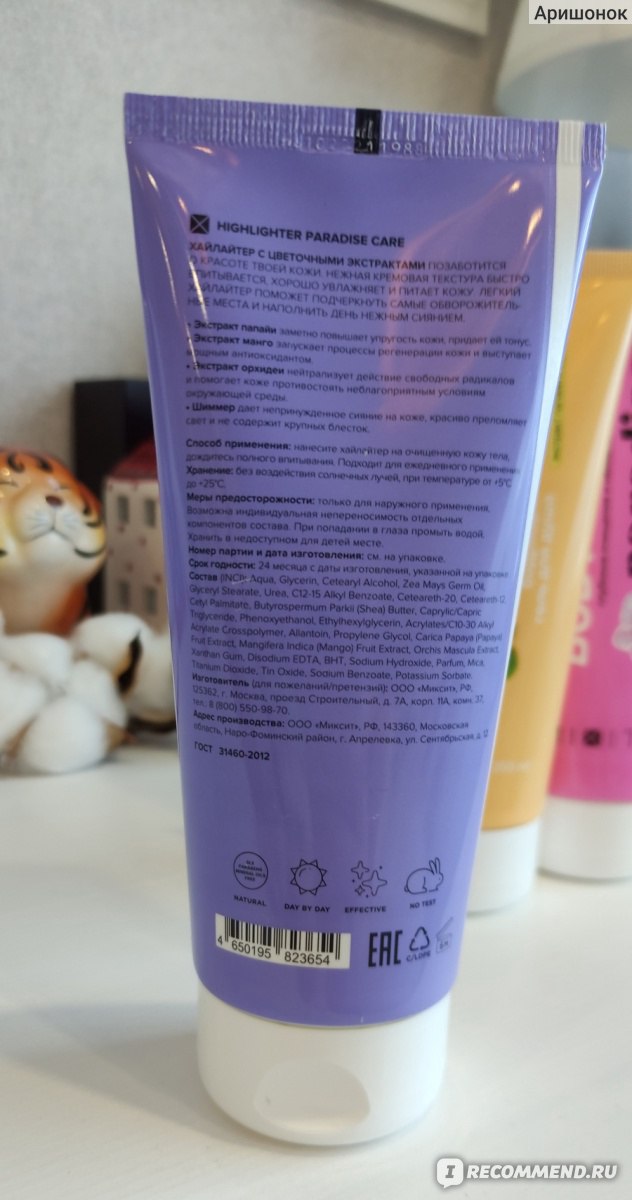 Аришонок
HIGHLIGHTER PARADISE CARE
ХАЙЛАЙТЕР С ЦВЕТОЧНЫМИ ЭКСТРАКТАМИ ПОЗАБОТИТСЯ
О КРАСОТЕ ТВОЕЙ КОЖИ. НЕЖНАЯ КРЕМОВАЯ ТЕКСТУРА БЫСТРО
ВПИТЫВАЕТСЯ, ХОРОШО УВЛАЖНЯЕТ И ПИТАЕТ КОЖУ. ЛЕГКИЙ
ХАЙЛАЙТЕР ПОМОЖЕТ ПОДЧЕРКНУТЬ САМЫЕ ОБВОРОЖИТЕЛЬ-
НЫЕ МЕСТА И НАПОЛНИТЬ ДЕНЬ НЕЖНЫМ СИЯНИЕМ.
• Экстракт папайи заметно повышает упругость кожи, придает ей тонус.
• Экстракт манго запускает процессы регенерации кожи и выступает
мощным антиоксидантом.
• Экстракт орхидеи нейтрализует действие свободных радикалов
и помогает коже противостоять неблагоприятным условиям
окружающей среды.
• Шиммер дает непринужденное сияние на коже, красиво преломляет
свет и не содержит крупных блесток.
Способ применения: нанесите хайлайтер на очищенную кожу тела,
дождитесь полного впитывания. Подходит для ежедневного применения.
Хранение: без воздействия солнечных лучей, при температуре от +5°C
до +25°C.
Меры предосторожности: только для наружного применения.
Возможна индивидуальная непереносимость отдельных
компонентов состава. При попадании в глаза промыть водой.
Хранить в недоступном для детей месте.
Номер партии и дата изготовления: см. на упаковке.
Срок годности: 24 месяца с даты изготовления, указанной на упаковке.
Состав (INCI): Aqua, Glycerin, Cetearyl Alcohol, Zea Mays Germ Oil,
Glyceryl Stearate, Urea, C12-15 Alkyl Benzoate, Ceteareth-20, Ceteareth-12,
Cetyl Palmitate, Butyrospermum Parkii (Shea) Butter, Caprylic/Capric
Triglyceride, Phenoxyethanol, Ethylhexylglycerin, Acrylates/C10-30 Alkyl
Acrylate Crosspolymer, Allantoin, Propylene Glycol, Carica Papaya (Papaya)
Fruit Extract, Mangifera Indica (Mango) Fruit Extract, Orchis Mascula Extract,
Xanthan Gum, Disodium EDTA, BHT, Sodium Hydroxide, Parfum, Mica,
Titanium Dioxide, Tin Oxide, Sodium Benzoate, Potassium Sorbate.
Изготовитель (для пожеланий/претензий): ООО «Миксит», РФ,
125362, г. Москва, проезд Строительный, д. 7А, корп. 11А, комн. 37,
тел.: 8 (800) 550-98-70.
Адрес производства: ООО «Миксит», РФ, 143360, Московская
область, Наро-Фоминский район, г. Апрелевка, ул. Сентябрьская, д. 12
ГОСТ 31460-2012
NATURAL
DAY BY DAY
EFFECTIVE
NO TEST
4 650195 823654
EAC
C/LDPE
IRECOMMEND.RU